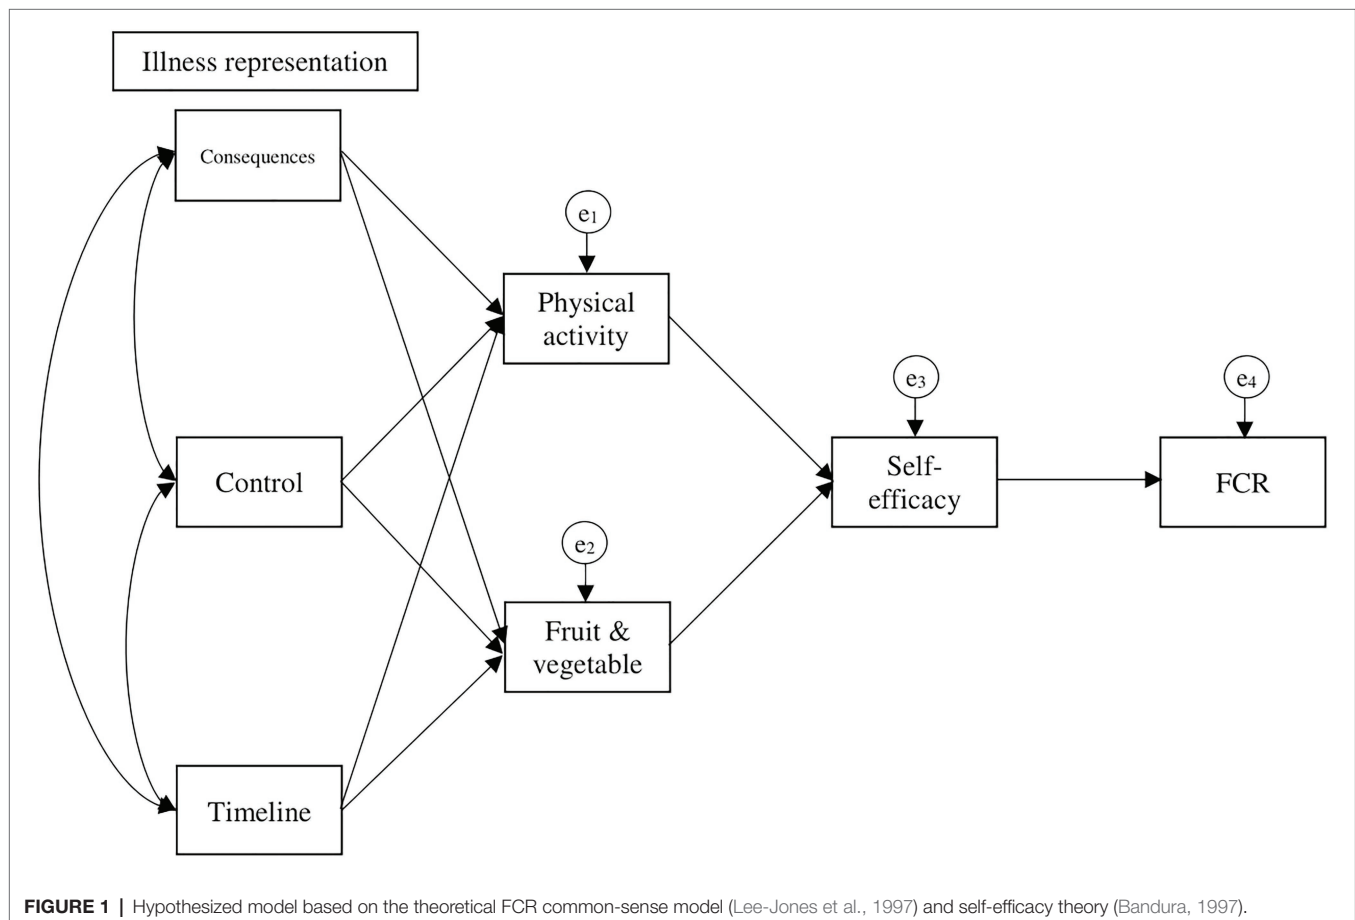 Illness representation
Consequences
e1
Physical
activity
e3
e4
Control
Self-
efficacy
FCR
e2
Fruit &
vegetable
Timeline
FIGURE 1 | Hypothesized model based on the theoretical FCR common-sense model (Lee-Jones et al., 1997) and self-efficacy theory (Bandura, 1997).